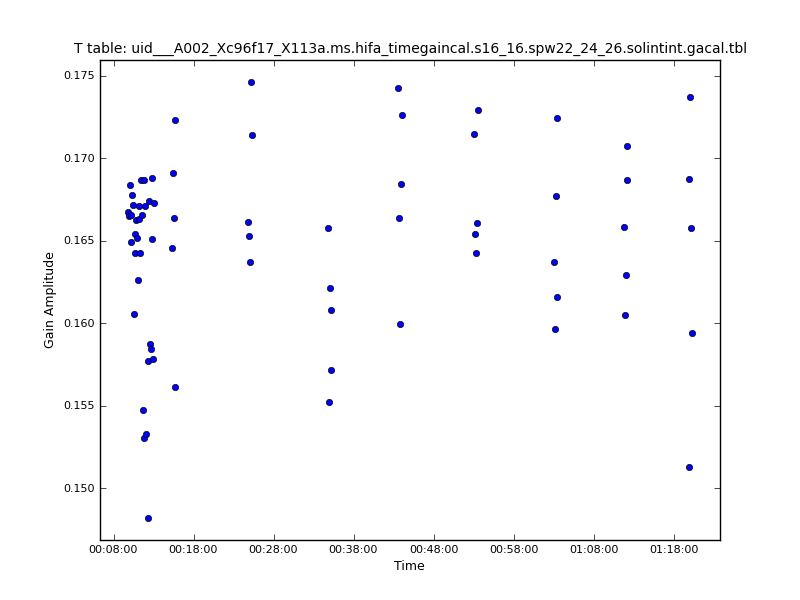 T table: uid___A002_Xc96f17_X113a.ms.hifa_timegaincal.s16_16.spw22_24_26.solintint.gacal.tbl
0.175
0.170
0.165
0.160
0.155
0.150
Gain Amplitude
00:08:00 00:18:00 00:28:00 00:38:00 00:48:00 00:58:00 01:08:00 01:18:00
Time